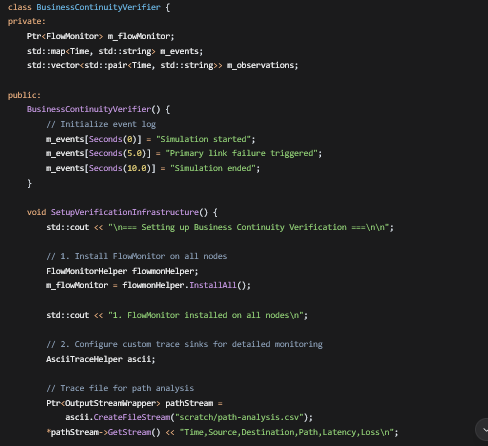 class BusinessContinuityVerifier {
private:
    Ptr<FlowMonitor> m_flowMonitor;
    std::map<Time, std::string> m_events;
    std::vector<std::pair<Time, std::string>> m_observations;

public:
    BusinessContinuityVerifier() {
        // Initialize event log
        m_events[Seconds(0)] = "Simulation started";
        m_events[Seconds(5.0)] = "Primary link failure triggered";
        m_events[Seconds(10.0)] = "Simulation ended";
    }

    void SetupVerificationInfrastructure() {
        std::cout << "\n=== Setting up Business Continuity Verification ===\n\n";

        // 1. Install FlowMonitor on all nodes
        FlowMonitorHelper flowmonHelper;
        m_flowMonitor = flowmonHelper.InstallAll();

        std::cout << "1. FlowMonitor installed on all nodes\n";

        // 2. Configure custom trace sinks for detailed monitoring
        AsciiTraceHelper ascii;

        // Trace file for path analysis
        Ptr<OutputStreamWrapper> pathStream =
            ascii.CreateFileStream("scratch/path-analysis.csv");
        *pathStream->GetStream() << "Time,Source,Destination,Path,Latency,Loss\n";